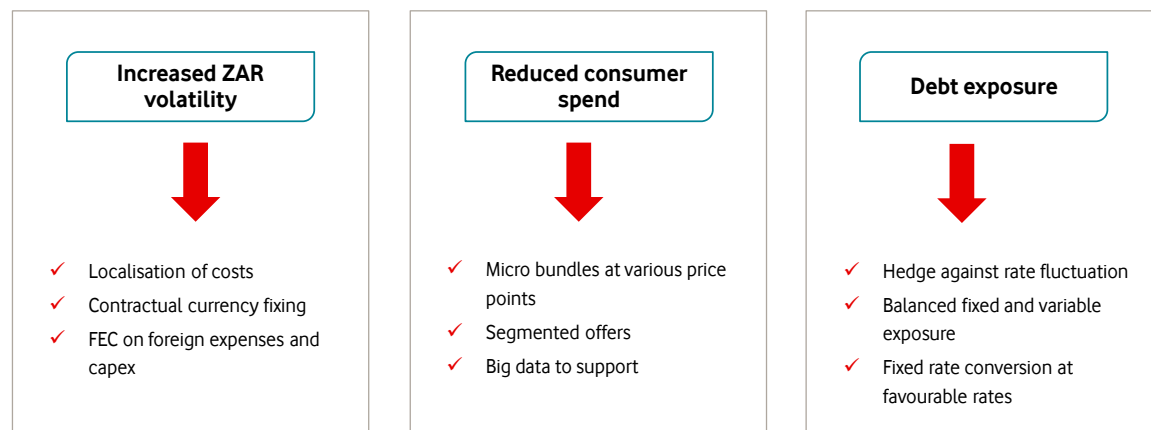 Increased ZAR
volatility
Localisation of costs
Contractual currency fixing
FEC on foreign expenses and
capex
Reduced consumer
spend
Micro bundles at various price
points
Segmented offers
Big data to support
Debt exposure
Hedge against rate fluctuation
Balanced fixed and variable
exposure
Fixed rate conversion at
favourable rates